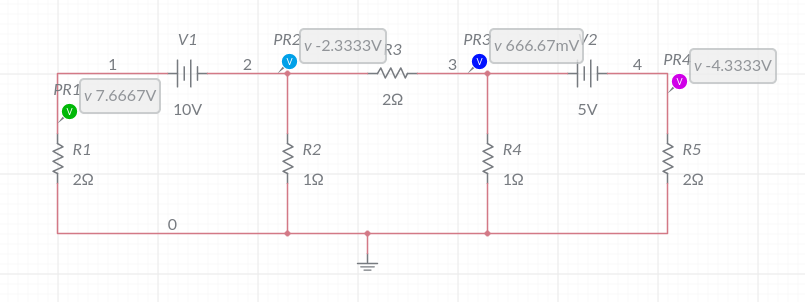 V1
PR2
v -2.3333V
R3
PR3
v 666.67mV
V2
1
2
3
4
PR4
v -4.3333V
PR1
v 7.6667V
V
V
V
V
10V
2Ω
5V
R1
2Ω
R2
1Ω
R4
1Ω
R5
2Ω
0